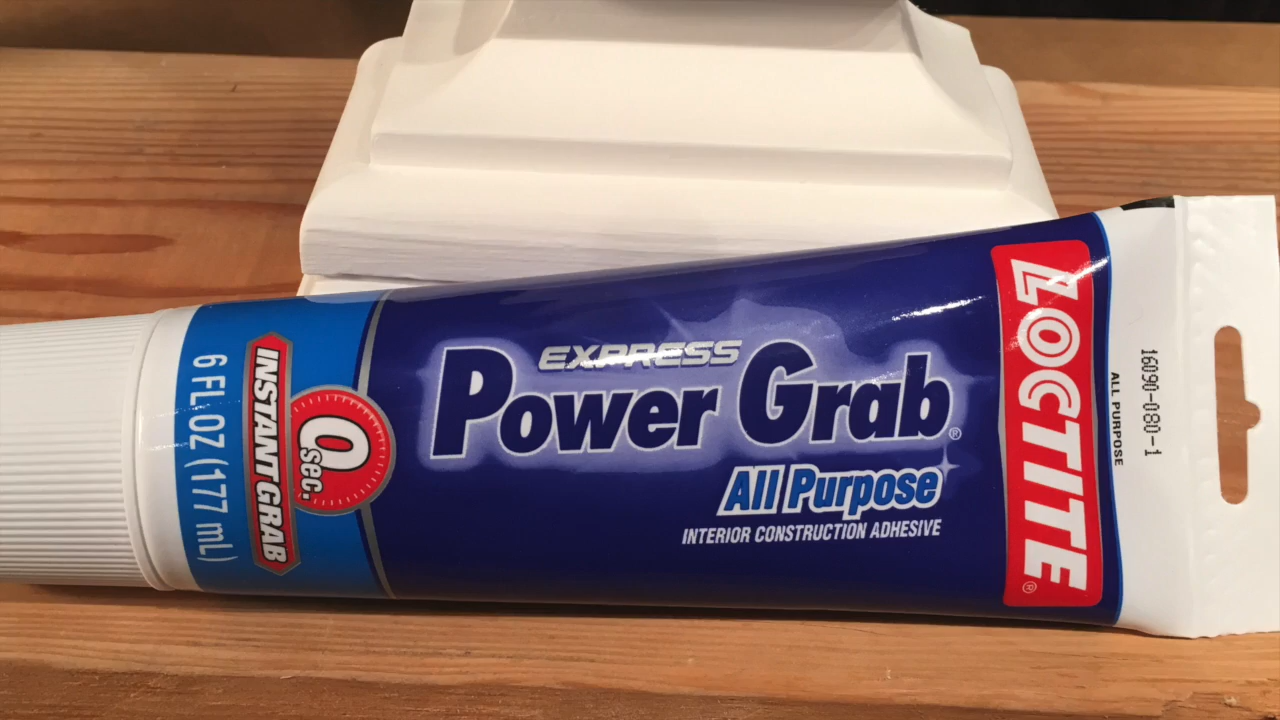 EXPRESS
Power Grab®
All Purpose
INTERIOR CONSTRUCTION ADHESIVE
LOCTITE®
0
sec.
INSTANT GRAB
6 FL OZ (177 mL)
ALL PURPOSE
16090-080-1